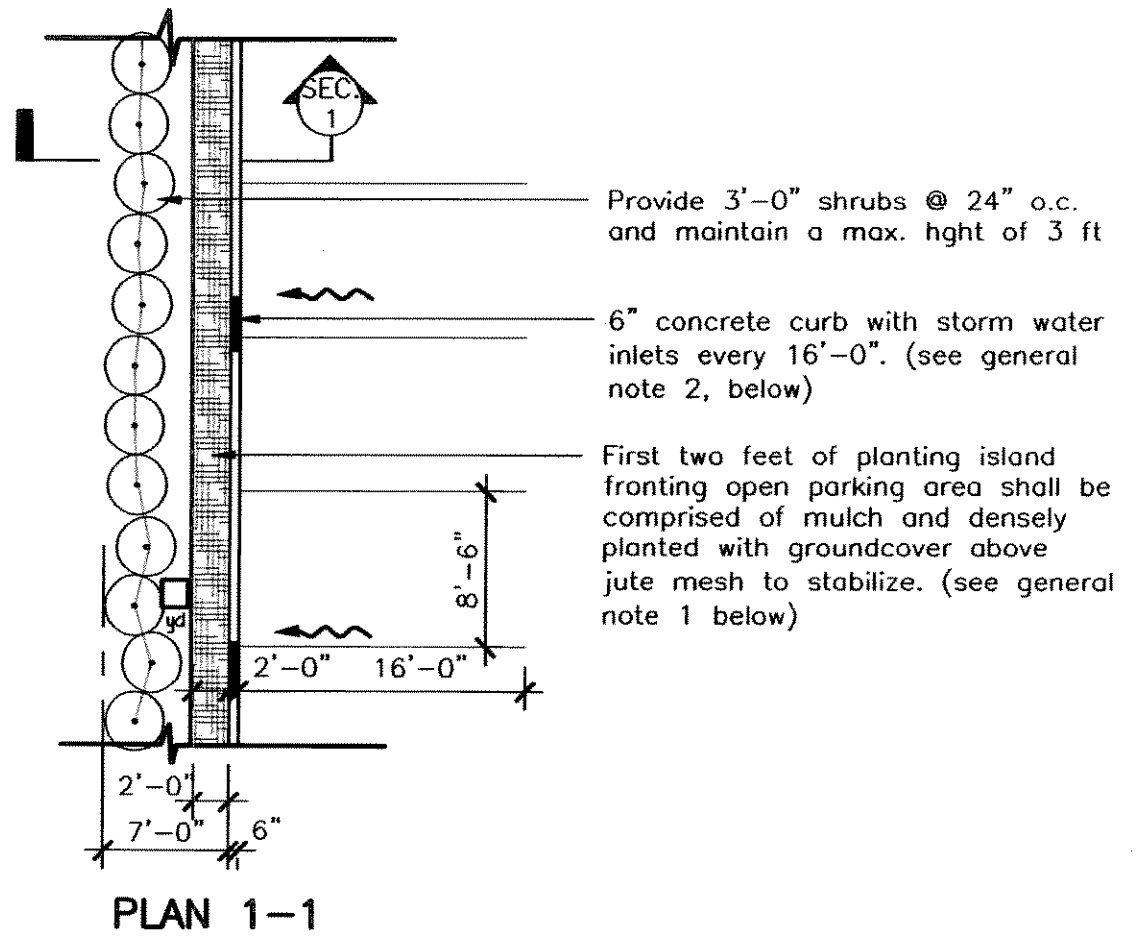 SEC.
1
Provide 3'-0" shrubs @ 24" o.c.
and maintain a max. hght of 3 ft
6" concrete curb with storm water
inlets every 16'-0". (see general
note 2, below)
First two feet of planting island
fronting open parking area shall be
comprised of mulch and densely
planted with groundcover above
jute mesh to stabilize. (see general
note 1 below)
8'-6"
yd
2'-0" 16'-0"
2'-0"
7'-0" 6"
PLAN 1-1